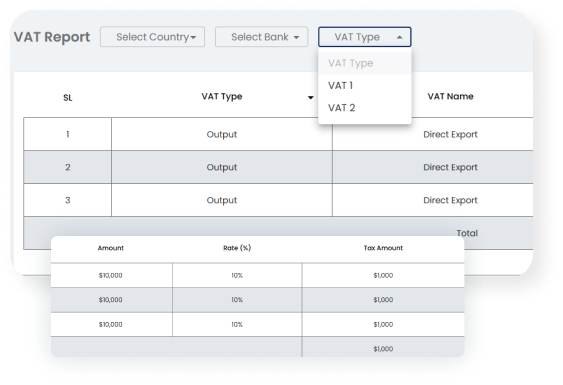 VAT Report Select Country Select Bank VAT Type
VAT Type
VAT 1
VAT 2
SL VAT Type VAT Name
1 Output Direct Export
2 Output Direct Export
3 Output Direct Export
Total
Amount Rate (%) Tax Amount
$10,000 10% $1,000
$10,000 10% $1,000
$10,000 10% $1,000
$1,000